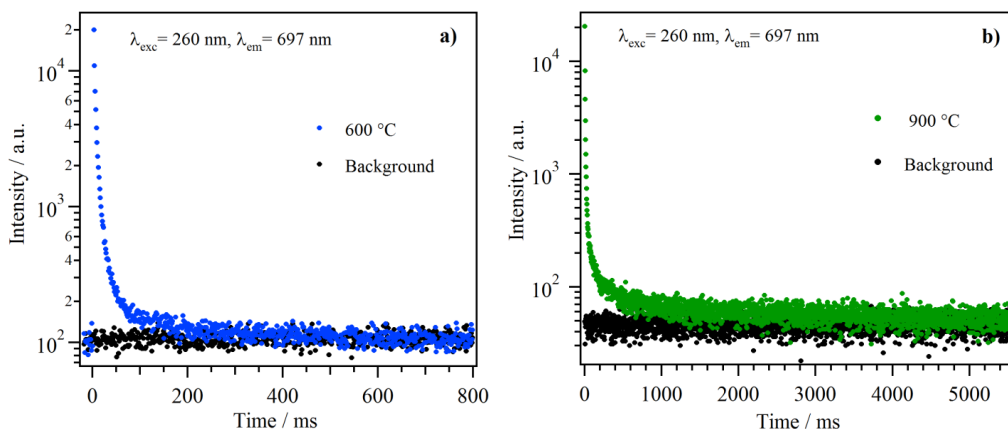 λexc= 260 nm, λem= 697 nm
a)
2
10⁴
6
4
2
10³
6
4
2
10²
Intensity / a.u.
600 °C
Background
0 200 400 600 800
Time / ms
λexc= 260 nm, λem= 697 nm
b)
10⁴
10³
10²
Intensity / a.u.
900 °C
Background
0 1000 2000 3000 4000 5000
Time / ms